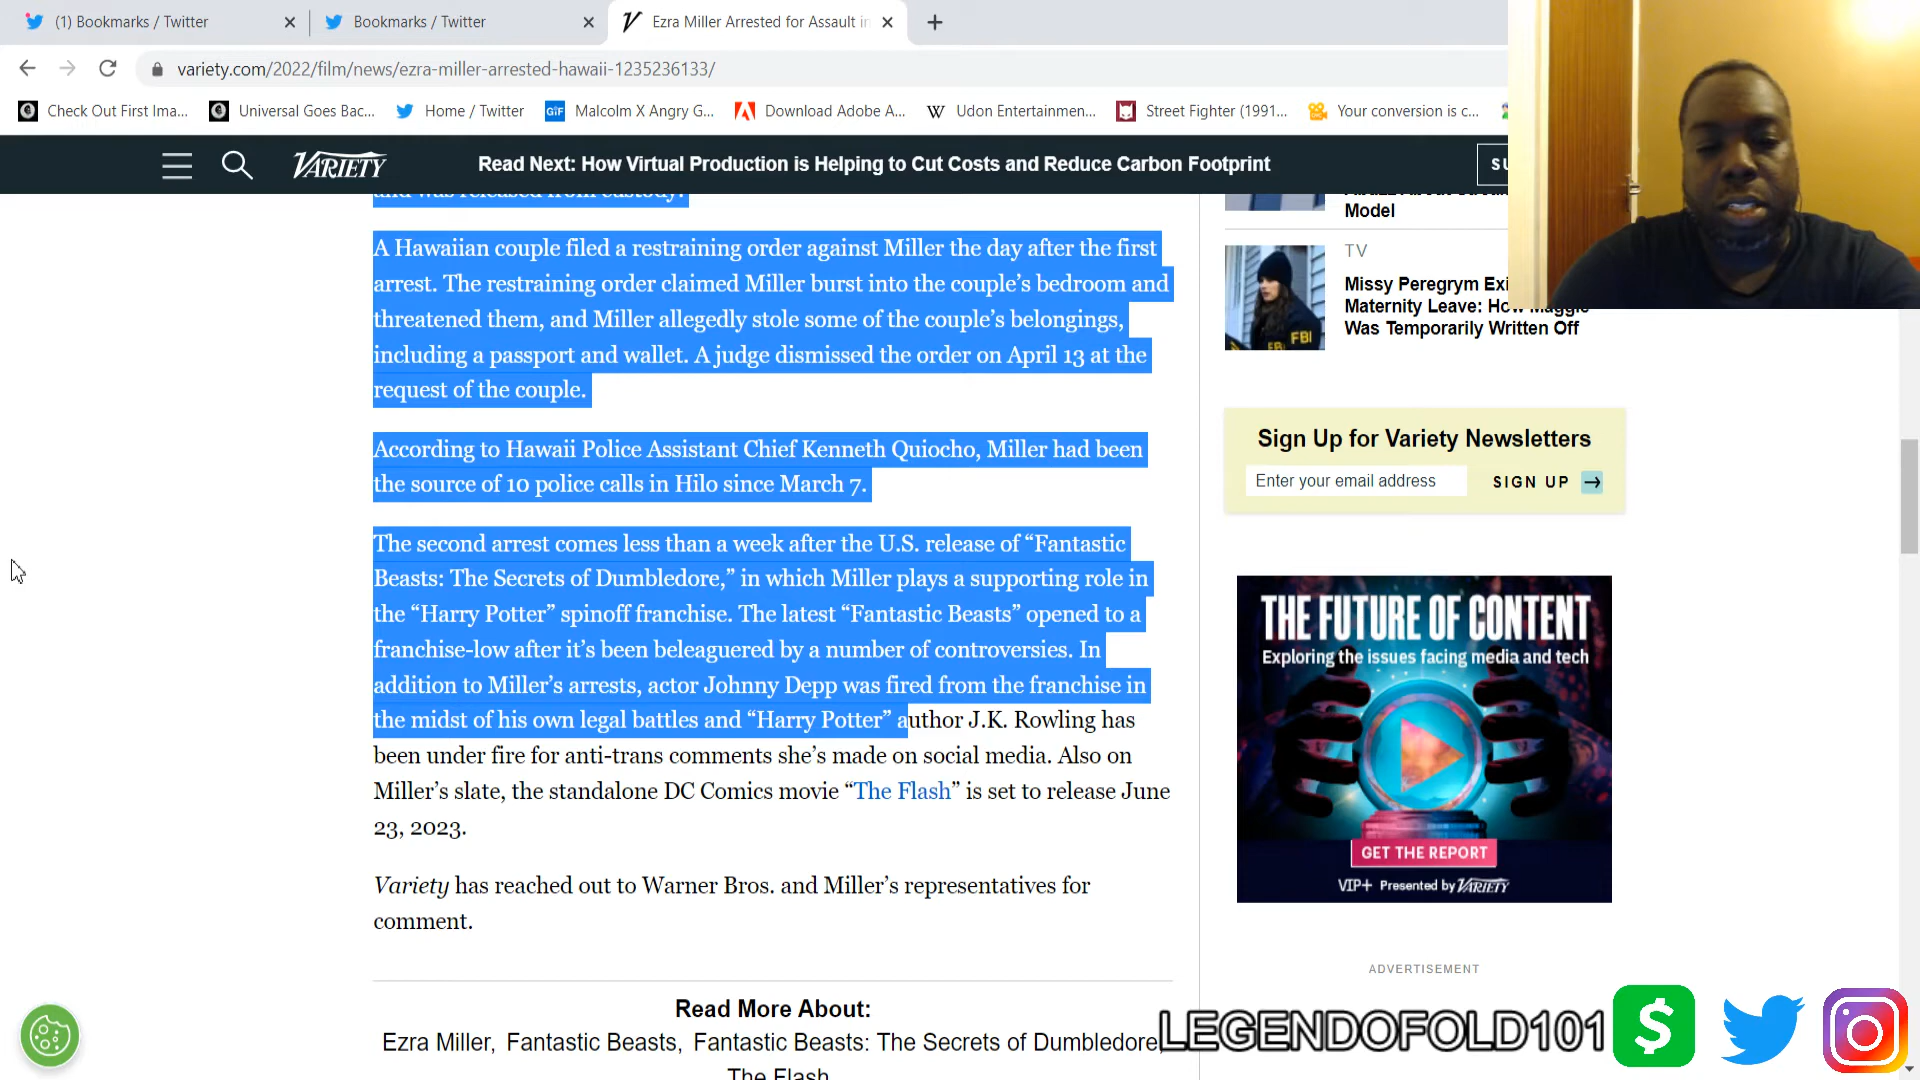 (1) Bookmarks / Twitter
Bookmarks / Twitter
Ezra Miller Arrested for Assault in
variety.com/2022/film/news/ezra-miller-arrested-hawaii-1235236133/
Check Out First Ima...
Universal Goes Bac...
Home / Twitter
GIF
Malcolm X Angry G...
Download Adobe A...
W
Udon Entertainmen...
Street Fighter (1991...
Your conversion is c...
VARIETY
Read Next: How Virtual Production is Helping to Cut Costs and Reduce Carbon Footprint
SU
and was released from custody.
A Hawaiian couple filed a restraining order against Miller the day after the first
arrest. The restraining order claimed Miller burst into the couple’s bedroom and
threatened them, and Miller allegedly stole some of the couple’s belongings,
including a passport and wallet. A judge dismissed the order on April 13 at the
request of the couple.
According to Hawaii Police Assistant Chief Kenneth Quiocho, Miller had been
the source of 10 police calls in Hilo since March 7.
The second arrest comes less than a week after the U.S. release of “Fantastic
Beasts: The Secrets of Dumbledore,” in which Miller plays a supporting role in
the “Harry Potter” spinoff franchise. The latest “Fantastic Beasts” opened to a
franchise-low after it’s been beleaguered by a number of controversies. In
addition to Miller’s arrests, actor Johnny Depp was fired from the franchise in
the midst of his own legal battles and “Harry Potter” author J.K. Rowling has
been under fire for anti-trans comments she’s made on social media. Also on
Miller’s slate, the standalone DC Comics movie “The Flash” is set to release June
23, 2023.
Variety has reached out to Warner Bros. and Miller’s representatives for
comment.
Read More About:
Ezra Miller, Fantastic Beasts, Fantastic Beasts: The Secrets of Dumbledore,
The Flash
Model
TV
Missy Peregrym Exi
Maternity Leave: How Maggie
Was Temporarily Written Off
FBI
Sign Up for Variety Newsletters
Enter your email address
SIGN UP
THE FUTURE OF CONTENT
Exploring the issues facing media and tech
GET THE REPORT
VIP+ Presented by VARIETY
ADVERTISEMENT
LEGENDOFOLD101
$